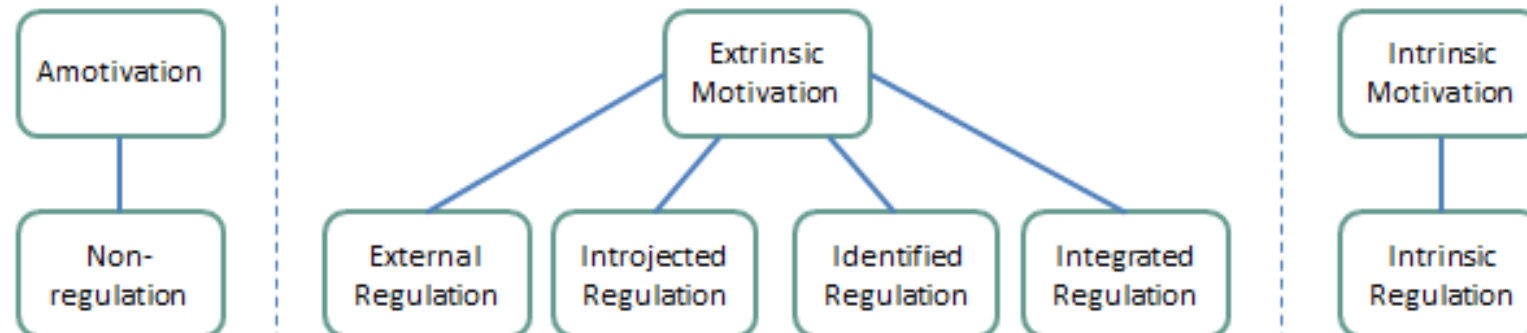 Amotivation
Extrinsic
Motivation
Intrinsic
Motivation
Non-
regulation
External
Regulation
Introjected
Regulation
Identified
Regulation
Integrated
Regulation
Intrinsic
Regulation